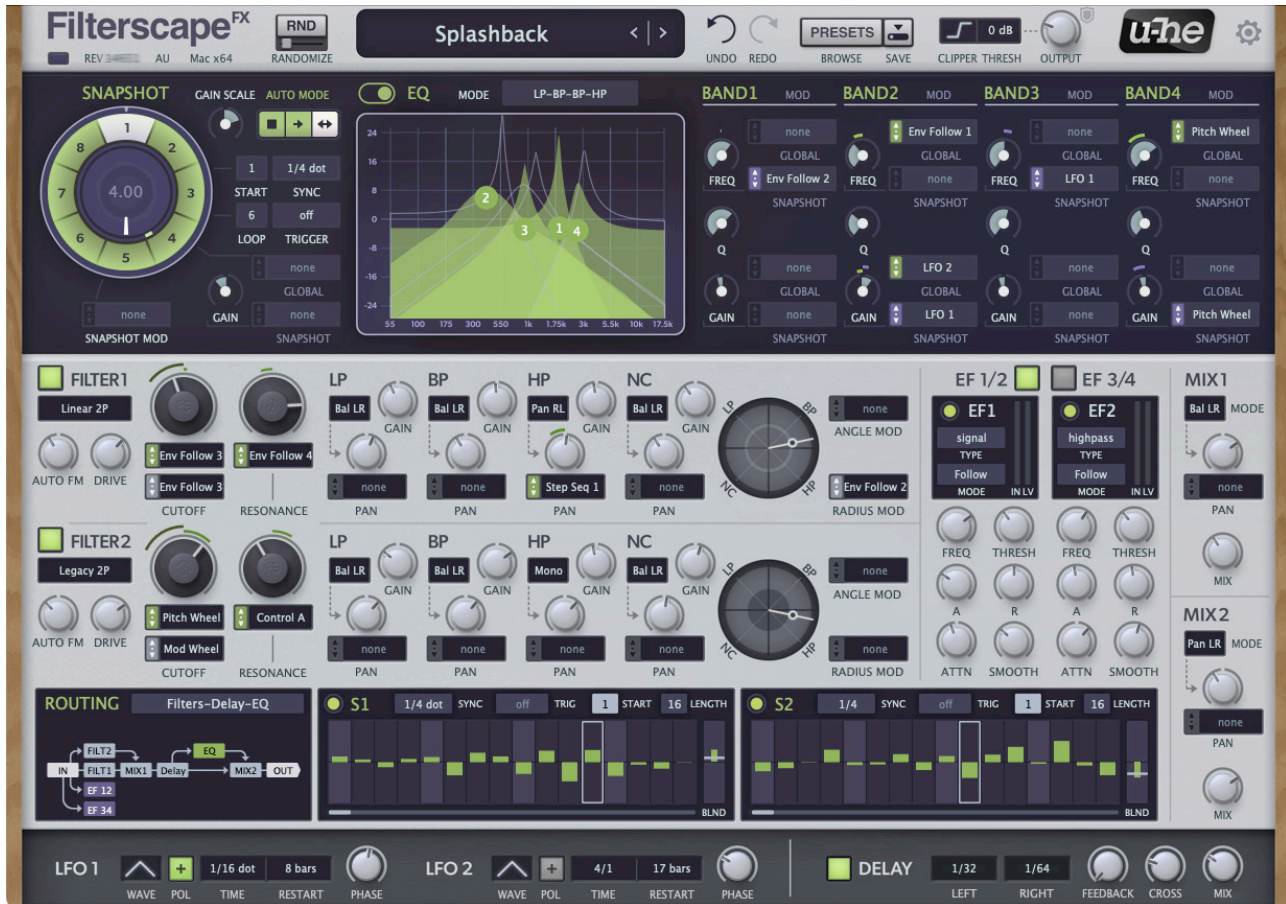 Filterscape FX
RND
Splashback
PRESETS
0 dB
u-he
REV
AU
Mac x64
RANDOMIZE
UNDO REDO
BROWSE SAVE
CLIPPER THRESH
OUTPUT
SNAPSHOT
GAIN SCALE AUTO MODE
1 2 3 4 5 6 7 8
4.00
1 1/4 dot
START SYNC
6 off
LOOP TRIGGER
none
GLOBAL
GAIN none
SNAPSHOT
none
SNAPSHOT MOD
EQ MODE LP-BP-BP-HP
24
16
8
0
-8
-16
-24
2 3 1 4
55 100 175 300 550 1k 1.75k 3k 5.5k 10k 17.5k
BAND1 MOD
none
GLOBAL
FREQ Env Follow 2
SNAPSHOT
Q
none
GLOBAL
GAIN none
SNAPSHOT
BAND2 MOD
Env Follow 1
GLOBAL
FREQ none
SNAPSHOT
Q
LFO 2
GLOBAL
GAIN LFO 1
SNAPSHOT
BAND3 MOD
none
GLOBAL
FREQ LFO 1
SNAPSHOT
Q
none
GLOBAL
GAIN none
SNAPSHOT
BAND4 MOD
Pitch Wheel
GLOBAL
FREQ none
SNAPSHOT
Q
none
GLOBAL
GAIN Pitch Wheel
SNAPSHOT
FILTER1
Linear 2P
AUTO FM DRIVE
Env Follow 3 Env Follow 4
Env Follow 3
CUTOFF RESONANCE
LP
Bal LR
GAIN
none
PAN
BP
Bal LR
GAIN
none
PAN
HP
Pan RL
GAIN
Step Seq 1
PAN
NC
Bal LR
GAIN
none
PAN
LP BP
NC HP
none
ANGLE MOD
Env Follow 2
RADIUS MOD
FILTER2
Legacy 2P
AUTO FM DRIVE
Pitch Wheel Control A
Mod Wheel
CUTOFF RESONANCE
LP
Bal LR
GAIN
none
PAN
BP
Bal LR
GAIN
none
PAN
HP
Mono
GAIN
none
PAN
NC
Bal LR
GAIN
none
PAN
LP BP
NC HP
none
ANGLE MOD
none
RADIUS MOD
EF 1/2 EF 3/4
EF1
signal
TYPE
Follow
MODE IN LV
EF2
highpass
TYPE
Follow
MODE IN LV
FREQ THRESH FREQ THRESH
A R A R
ATTN SMOOTH ATTN SMOOTH
MIX1
Bal LR MODE
none
PAN
MIX
MIX2
Pan LR MODE
none
PAN
MIX
ROUTING Filters-Delay-EQ
FILT2 EQ
IN FILT1 MIX1 Delay MIX2 OUT
EF 12
EF 34
S1 1/4 dot SYNC off TRIG 1 START 16 LENGTH
BLND
S2 1/4 SYNC off TRIG 1 START 16 LENGTH
BLND
LFO 1 + 1/16 dot 8 bars
WAVE POL TIME RESTART PHASE
LFO 2 + 4/1 17 bars
WAVE POL TIME RESTART PHASE
DELAY 1/32 1/64
LEFT RIGHT FEEDBACK CROSS MIX